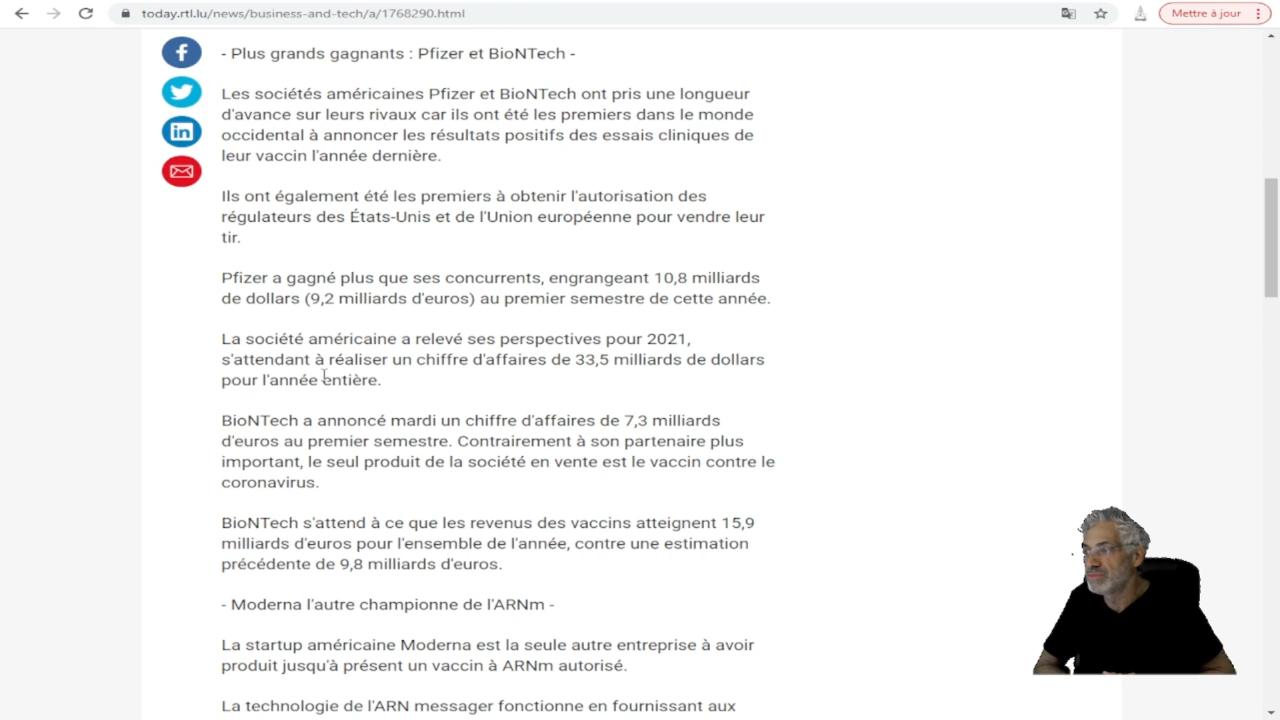 today.rtl.lu/news/business-and-tech/a/1768290.html
Mettre à jour
- Plus grands gagnants : Pfizer et BioNTech -
Les sociétés américaines Pfizer et BioNTech ont pris une longueur
d'avance sur leurs rivaux car ils ont été les premiers dans le monde
occidental à annoncer les résultats positifs des essais cliniques de
leur vaccin l'année dernière.
Ils ont également été les premiers à obtenir l'autorisation des
régulateurs des États-Unis et de l'Union européenne pour vendre leur
tir.
Pfizer a gagné plus que ses concurrents, engrangeant 10,8 milliards
de dollars (9,2 milliards d'euros) au premier semestre de cette année.
La société américaine a relevé ses perspectives pour 2021,
s'attendant à réaliser un chiffre d'affaires de 33,5 milliards de dollars
pour l'année entière.
BioNTech a annoncé mardi un chiffre d'affaires de 7,3 milliards
d'euros au premier semestre. Contrairement à son partenaire plus
important, le seul produit de la société en vente est le vaccin contre le
coronavirus.
BioNTech s'attend à ce que les revenus des vaccins atteignent 15,9
milliards d'euros pour l'ensemble de l'année, contre une estimation
précédente de 9,8 milliards d'euros.
- Moderna l'autre championne de l'ARNm -
La startup américaine Moderna est la seule autre entreprise à avoir
produit jusqu'à présent un vaccin à ARNm autorisé.
La technologie de l'ARN messager fonctionne en fournissant aux